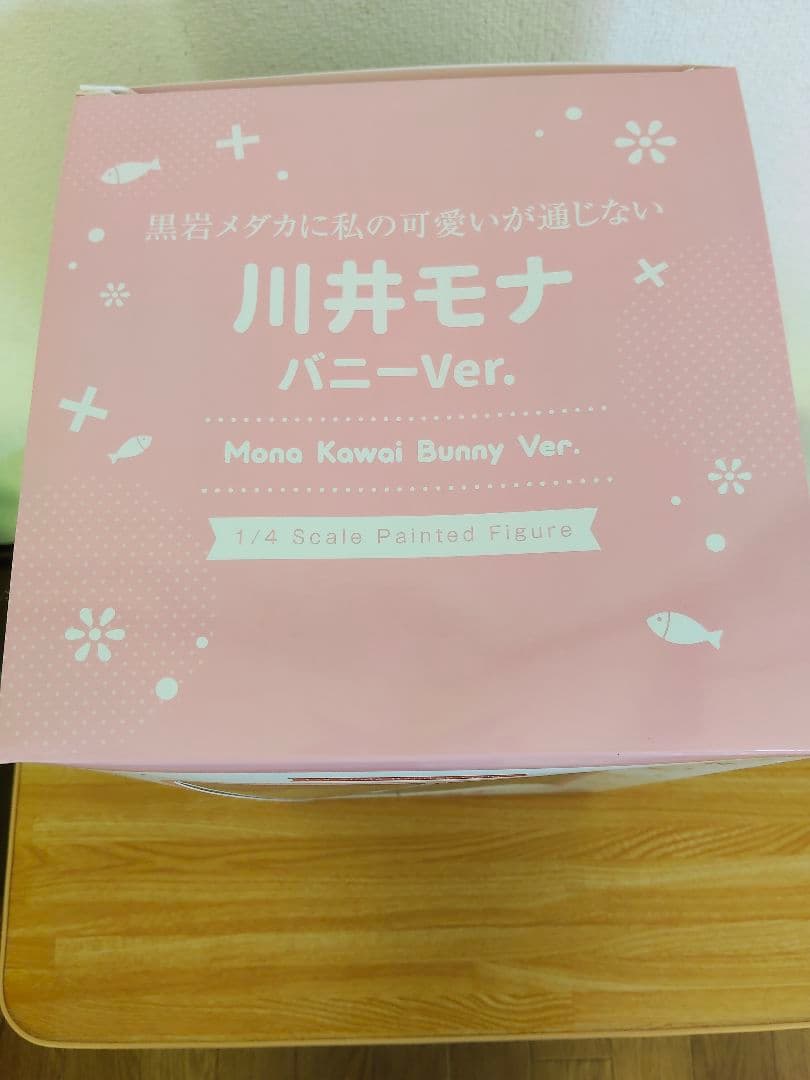 黒岩メダカに私の可愛いが通じない
川井モナ
バニーVer.
Mona Kawai Bunny Ver.
1/4 Scale Painted Figure